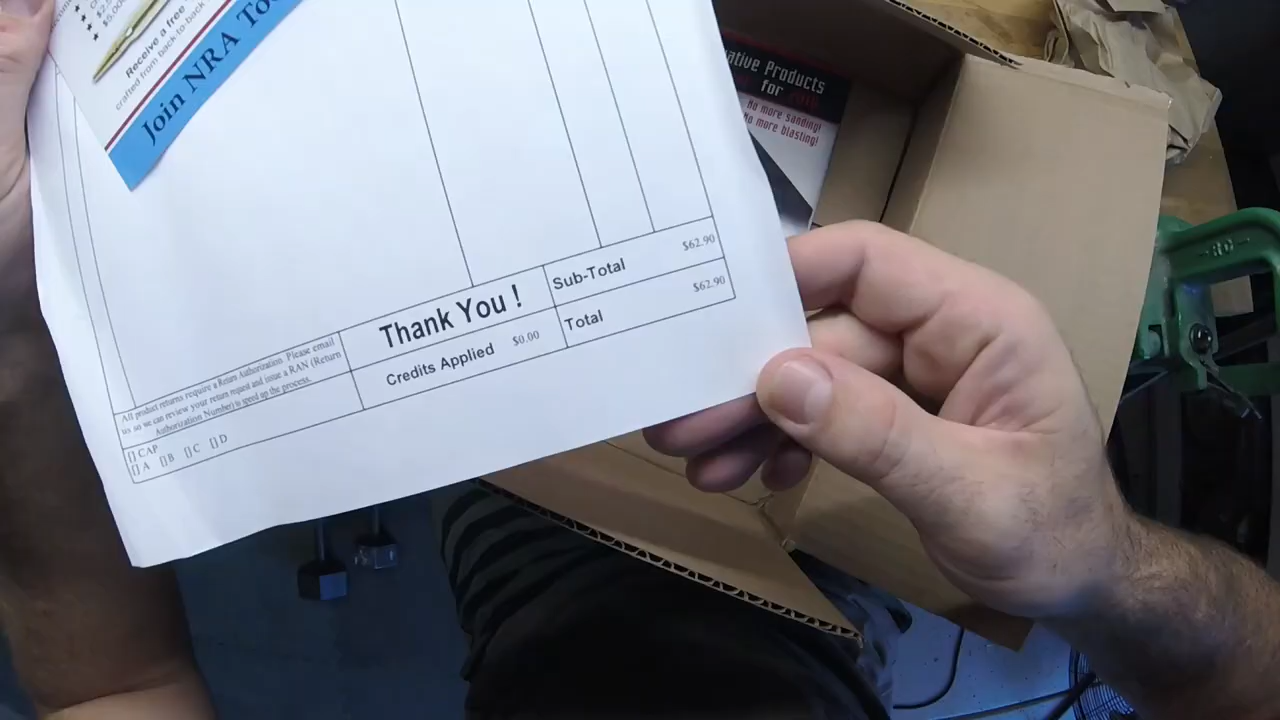 Receive a free
crafted from back-to-back
Join NRA
ative Products
for 2016
No more sanding!
No more blasting!
Sub-Total $62.90
Thank You !
Total $62.90
Credits Applied $0.00
All product returns require a Return Authorization. Please email
us so we can review your return request and issue a RAN (Return
Authorization Number) to speed up the process.
[] CAP
[] A [] B [] C [] D